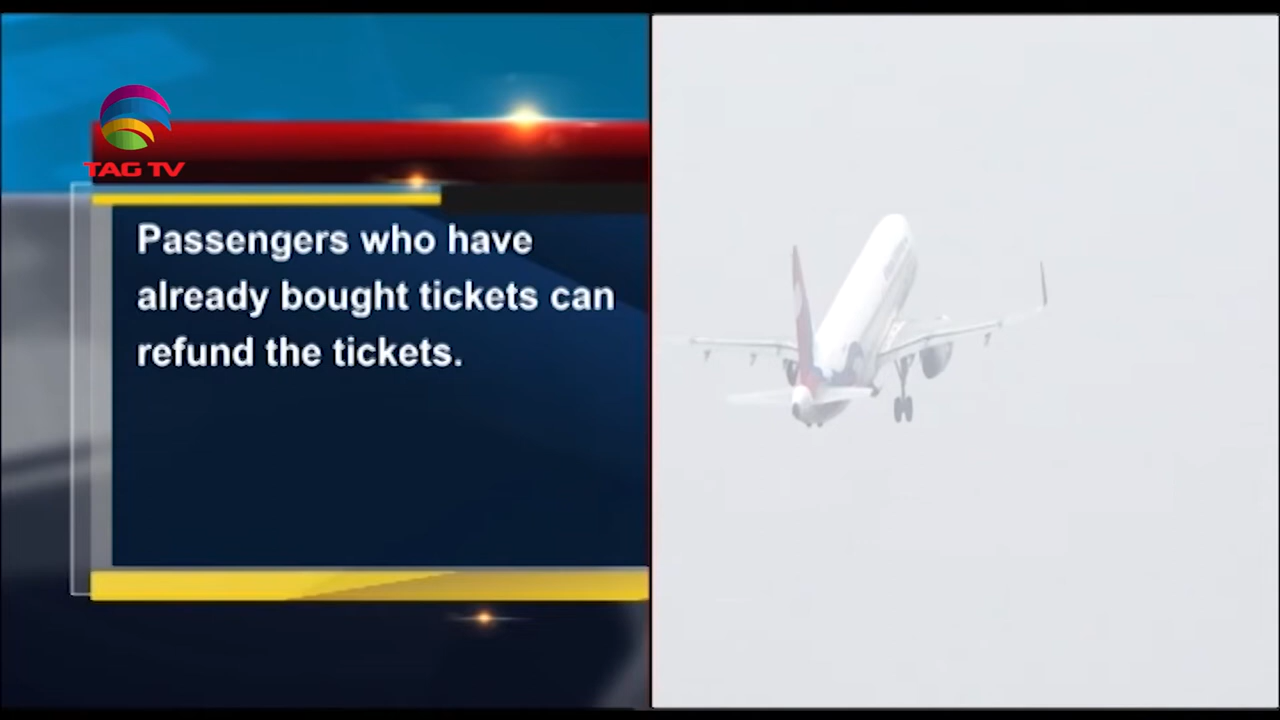 TAG TV
Passengers who have
already bought tickets can
refund the tickets.